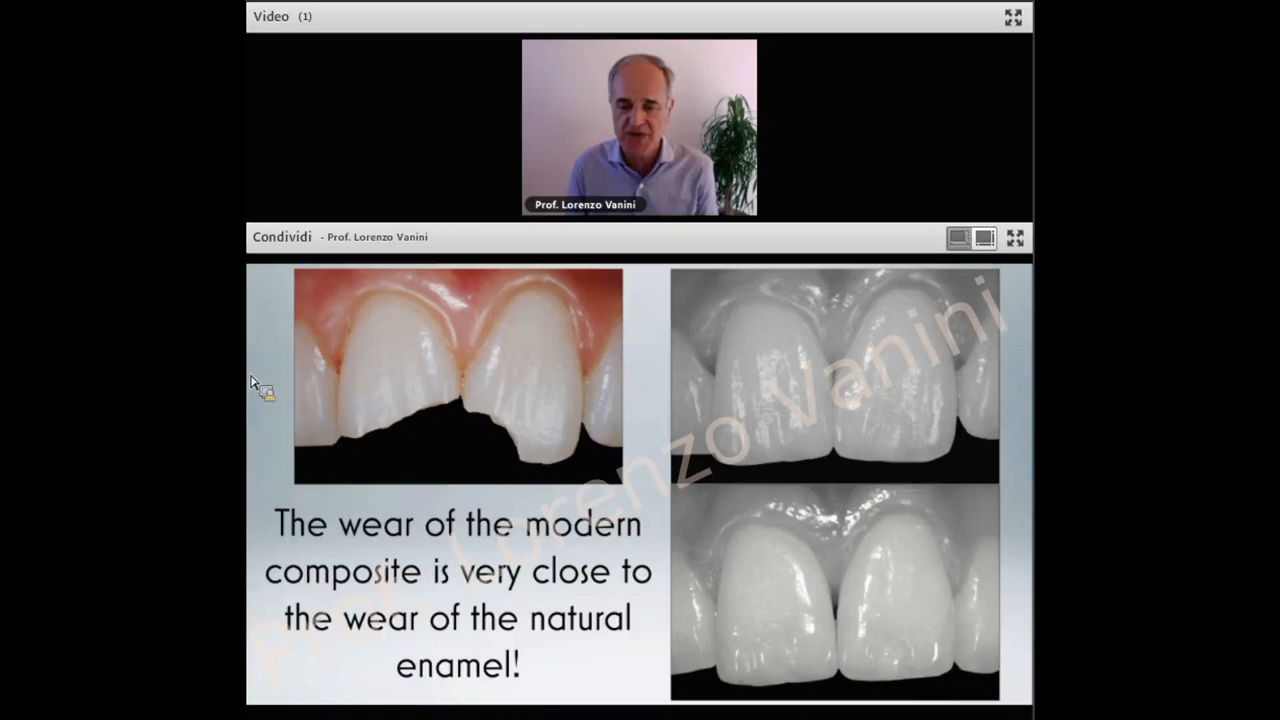 Video (1)
Prof. Lorenzo Vanini
Condividi - Prof. Lorenzo Vanini
The wear of the modern
composite is very close to
the wear of the natural
enamel!
Prof. Lorenzo Vanini